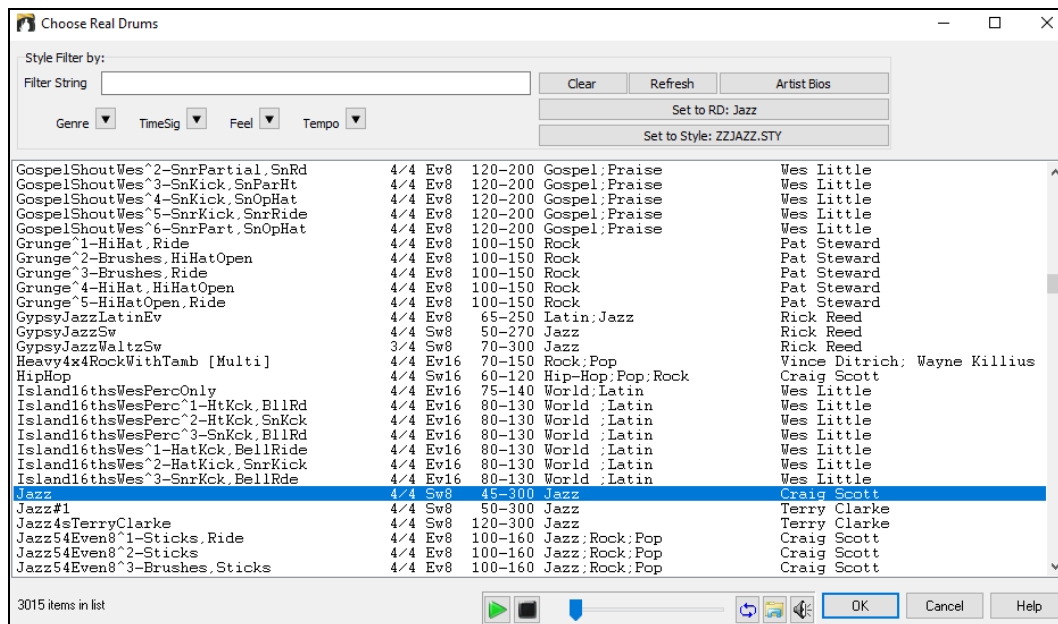 Choose Real Drums
Style Filter by:
Filter String
Clear Refresh Artist Bios
Set to RD: Jazz
Genre TimeSig Feel Tempo
Set to Style: ZZJAZZ.STY
GospelShoutWes^2-SnrPartial,SnRd 4/4 Ev8 120-200 Gospel;Praise Wes Little
GospelShoutWes^3-SnKick,SnParHt 4/4 Ev8 120-200 Gospel;Praise Wes Little
GospelShoutWes^4-SnKick,SnOpHat 4/4 Ev8 120-200 Gospel;Praise Wes Little
GospelShoutWes^5-SnrKick,SnrRide 4/4 Ev8 120-200 Gospel;Praise Wes Little
GospelShoutWes^6-SnrPart,SnOpHat 4/4 Ev8 120-200 Gospel;Praise Wes Little
Grunge^1-HiHat,Ride 4/4 Ev8 100-150 Rock Pat Steward
Grunge^2-Brushes,HiHatOpen 4/4 Ev8 100-150 Rock Pat Steward
Grunge^3-Brushes,Ride 4/4 Ev8 100-150 Rock Pat Steward
Grunge^4-HiHat,HiHatOpen 4/4 Ev8 100-150 Rock Pat Steward
Grunge^5-HiHatOpen,Ride 4/4 Ev8 100-150 Rock Pat Steward
GypsyJazzLatinEv 4/4 Ev8 65-250 Latin;Jazz Rick Reed
GypsyJazzSw 4/4 Sw8 50-270 Jazz Rick Reed
GypsyJazzWaltzSw 3/4 Sw8 70-300 Jazz Rick Reed
Heavy4x4RockWithTamb [Multi] 4/4 Ev16 70-150 Rock;Pop Vince Ditrich; Wayne Killius
HipHop 4/4 Sw16 60-120 Hip-Hop;Pop;Rock Craig Scott
Island16thsWesPercOnly 4/4 Ev16 75-140 World;Latin Wes Little
Island16thsWesPerc^1-HtKck,BllRd 4/4 Ev16 80-130 World ;Latin Wes Little
Island16thsWesPerc^2-HtKck,SnKck 4/4 Ev16 80-130 World ;Latin Wes Little
Island16thsWesPerc^3-SnKck,BllRd 4/4 Ev16 80-130 World ;Latin Wes Little
Island16thsWes^1-HatKck,BellRide 4/4 Ev16 80-130 World ;Latin Wes Little
Island16thsWes^2-HatKick,SnrKick 4/4 Ev16 80-130 World ;Latin Wes Little
Island16thsWes^3-SnrKck,BellRde 4/4 Ev16 80-130 World ;Latin Wes Little
Jazz 4/4 Sw8 45-300 Jazz Craig Scott
Jazz#1 4/4 Sw8 50-300 Jazz Terry Clarke
Jazz4sTerryClarke 4/4 Sw8 120-300 Jazz Terry Clarke
Jazz54Even8^1-Sticks,Ride 4/4 Ev8 100-160 Jazz;Rock;Pop Craig Scott
Jazz54Even8^2-Sticks 4/4 Ev8 100-160 Jazz;Rock;Pop Craig Scott
Jazz54Even8^3-Brushes,Sticks 4/4 Ev8 100-160 Jazz;Rock;Pop Craig Scott
3015 items in list
OK Cancel Help